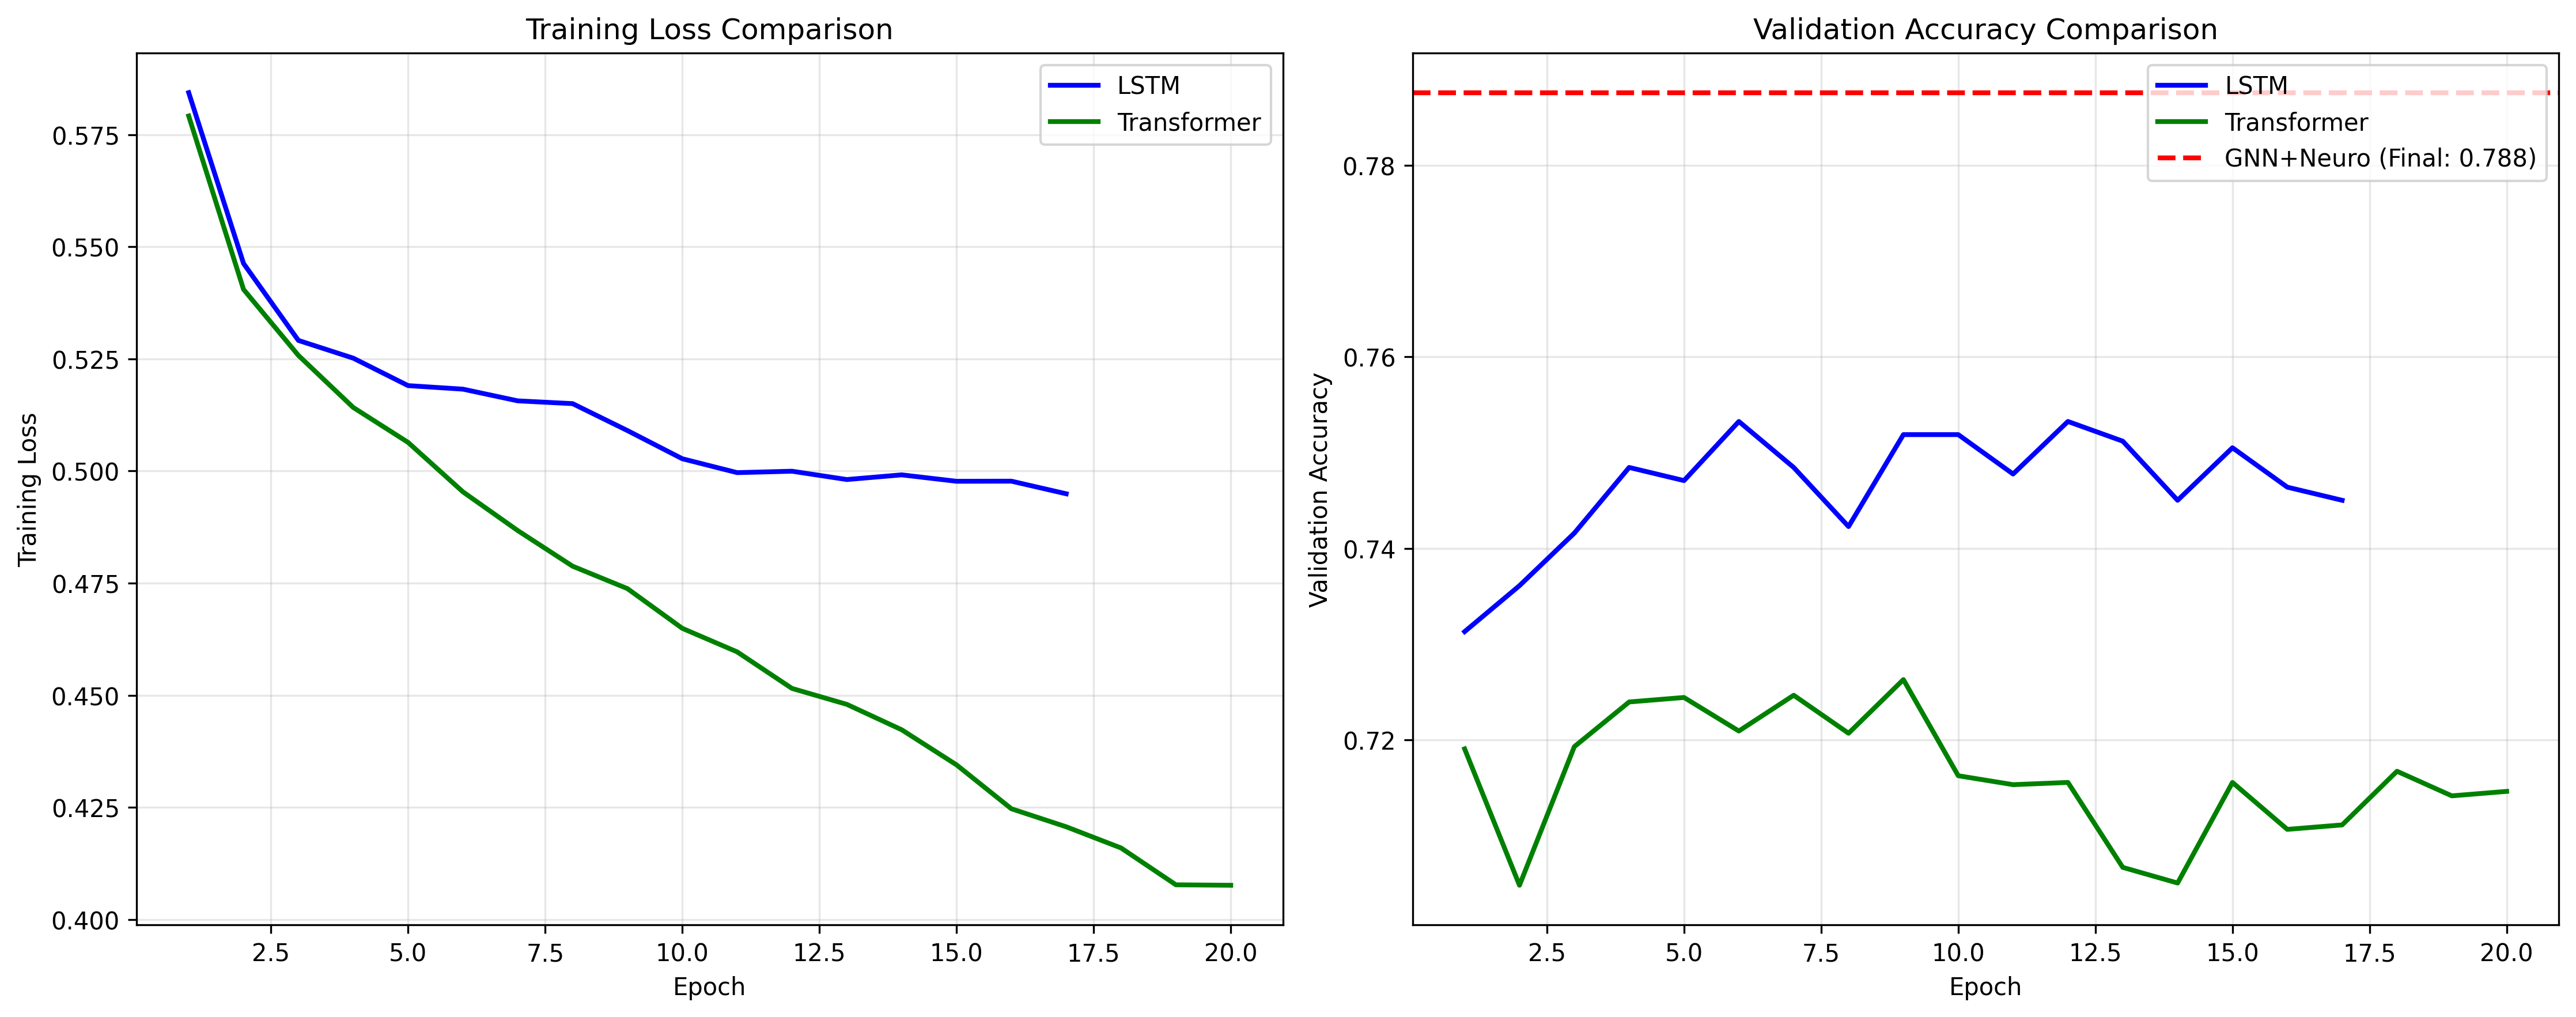 Training Loss Comparison
LSTM
Transformer
0.575
0.550
0.525
0.500
0.475
0.450
0.425
0.400
Training Loss
2.5 5.0 7.5 10.0 12.5 15.0 17.5 20.0
Epoch
Validation Accuracy Comparison
LSTM
Transformer
GNN+Neuro (Final: 0.788)
0.78
0.76
0.74
0.72
Validation Accuracy
2.5 5.0 7.5 10.0 12.5 15.0 17.5 20.0
Epoch